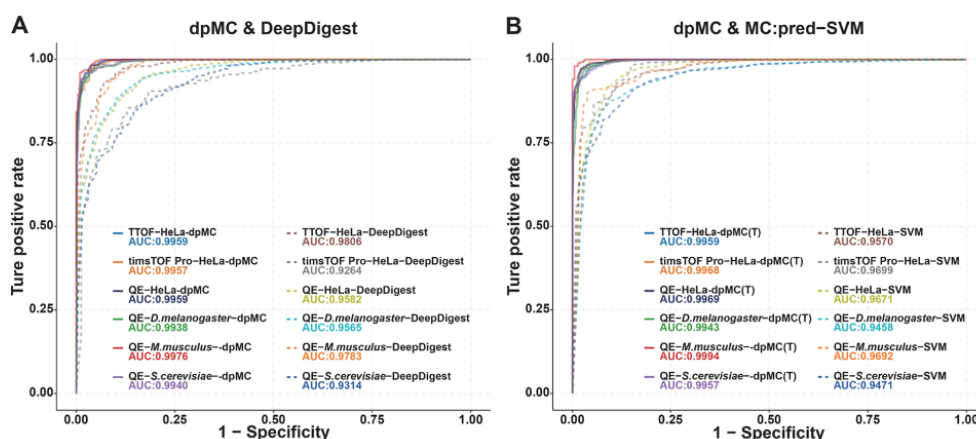 A
dpMC & DeepDigest
Ture positive rate
1.00
0.75
0.50
0.25
0.00
TTOF−HeLa-dpMC
AUC:0.9959
timsTOF Pro−HeLa-dpMC
AUC:0.9957
QE−HeLa-dpMC
AUC:0.9959
QE−D.melanogaster−dpMC
AUC:0.9938
QE−M.musculus−-dpMC
AUC:0.9976
QE−S.cerevisiae−-dpMC
AUC:0.9940
TTOF−HeLa−DeepDigest
AUC:0.9806
timsTOF Pro−HeLa−DeepDigest
AUC:0.9264
QE−HeLa−DeepDigest
AUC:0.9582
QE−D.melanogaster−DeepDigest
AUC:0.9565
QE−M.musculus−DeepDigest
AUC:0.9783
QE−S.cerevisiae−DeepDigest
AUC:0.9314
0.00 0.25 0.50 0.75 1.00
1 − Specificity
B
dpMC & MC:pred−SVM
Ture positive rate
1.00
0.75
0.50
0.25
0.00
TTOF−HeLa-dpMC(T)
AUC:0.9959
timsTOF Pro−HeLa-dpMC(T)
AUC:0.9968
QE−HeLa-dpMC(T)
AUC:0.9969
QE−D.melanogaster−dpMC(T)
AUC:0.9943
QE−M.musculus−-dpMC(T)
AUC:0.9994
QE−S.cerevisiae−-dpMC(T)
AUC:0.9957
TTOF−HeLa−SVM
AUC:0.9570
timsTOF Pro−HeLa−SVM
AUC:0.9699
QE−HeLa−SVM
AUC:0.9671
QE−D.melanogaster−SVM
AUC:0.9458
QE−M.musculus−SVM
AUC:0.9692
QE−S.cerevisiae−SVM
AUC:0.9471
0.00 0.25 0.50 0.75 1.00
1 − Specificity